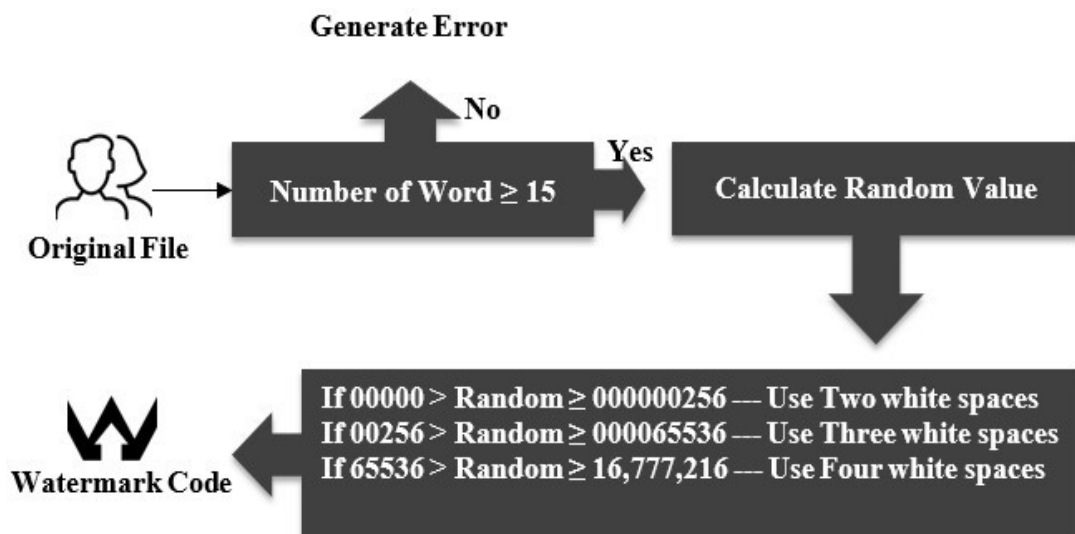 Generate Error
No
Yes
Number of Word ≥ 15
Calculate Random Value
Original File
If 00000 > Random ≥ 000000256 --- Use Two white spaces
If 00256 > Random ≥ 000065536 --- Use Three white spaces
If 65536 > Random ≥ 16,777,216 --- Use Four white spaces
Watermark Code